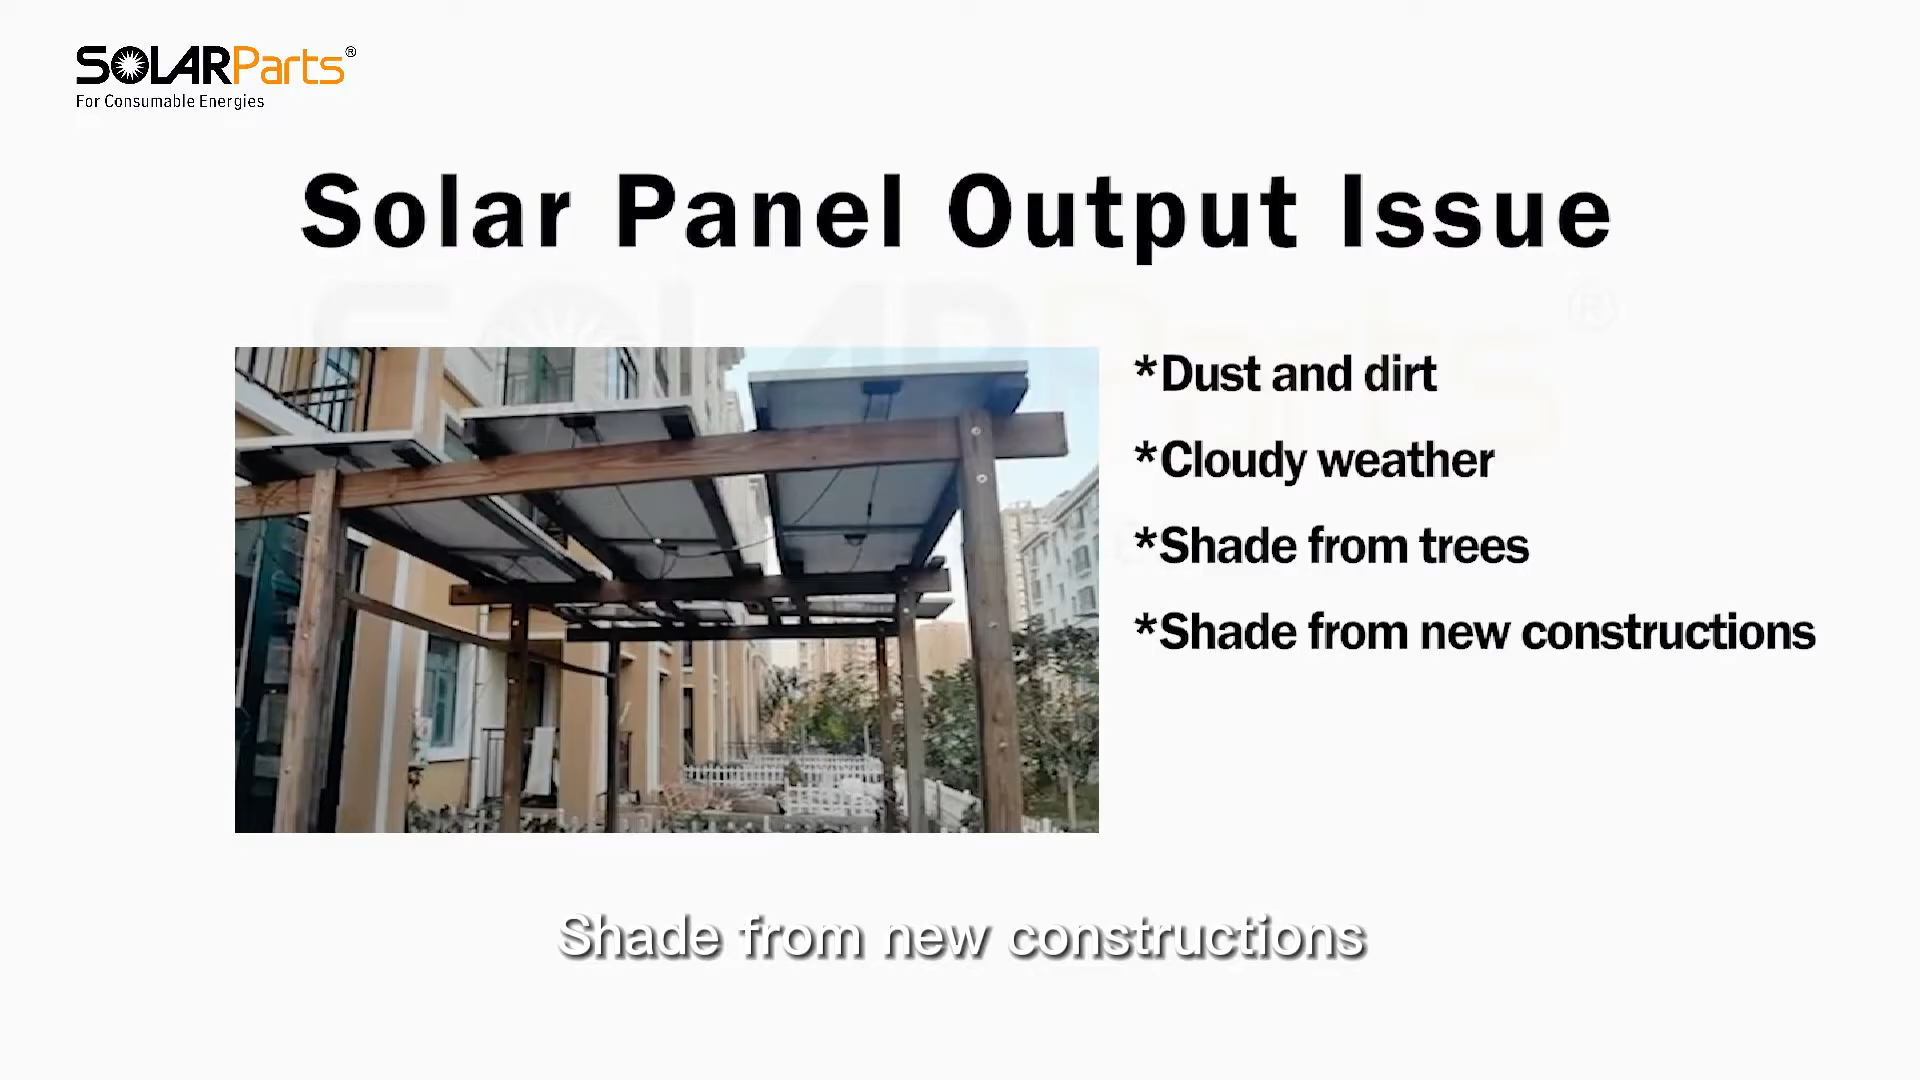 SOLARParts®
For Consumable Energies
Solar Panel Output Issue
*Dust and dirt
*Cloudy weather
*Shade from trees
*Shade from new constructions
Shade from new constructions